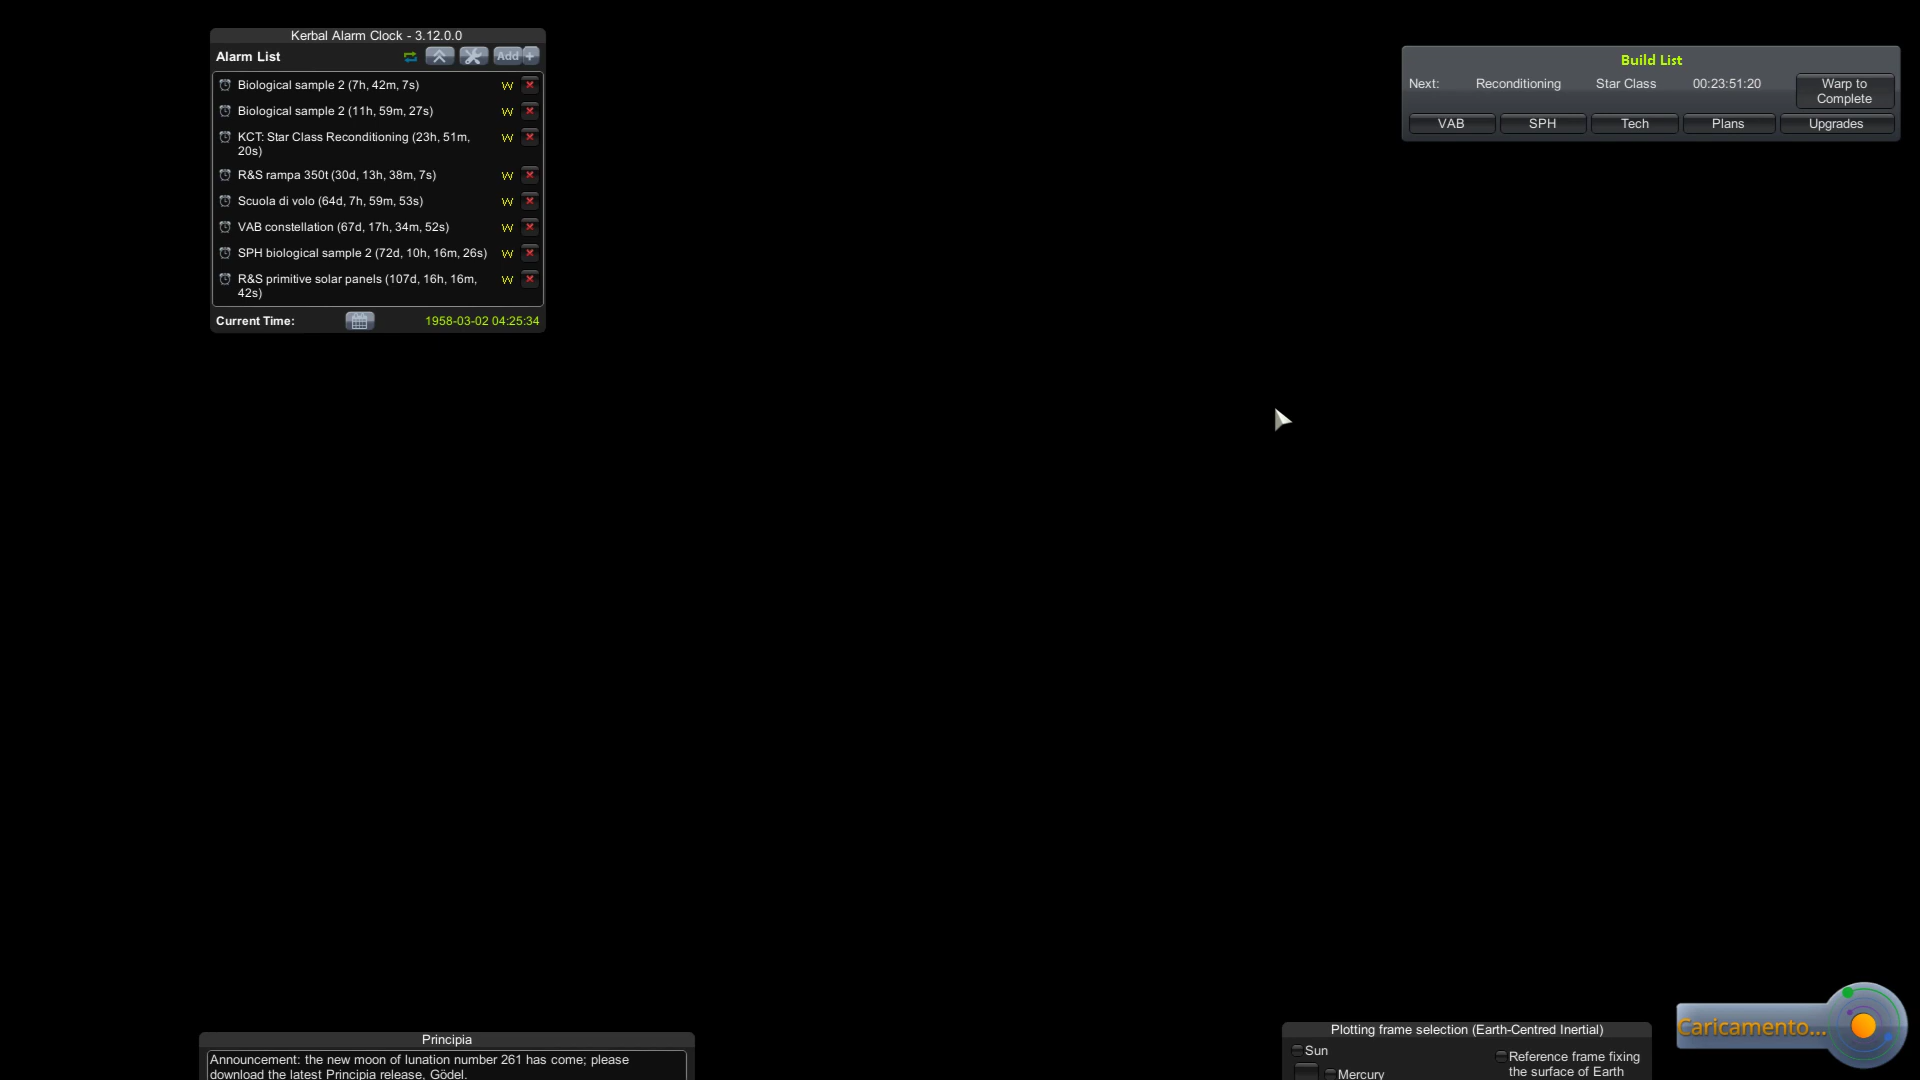 Kerbal Alarm Clock - 3.12.0.0
Alarm List
Add +
Biological sample 2 (7h, 42m, 7s) W
Biological sample 2 (11h, 59m, 27s) W
KCT: Star Class Reconditioning (23h, 51m, W
20s)
R&S rampa 350t (30d, 13h, 38m, 7s) W
Scuola di volo (64d, 7h, 59m, 53s) W
VAB constellation (67d, 17h, 34m, 52s) W
SPH biological sample 2 (72d, 10h, 16m, 26s) W
R&S primitive solar panels (107d, 16h, 16m, W
42s)
Current Time: 1958-03-02 04:25:34
Build List
Next: Reconditioning Star Class 00:23:51:20
Warp to
Complete
VAB SPH Tech Plans Upgrades
Principia
Announcement: the new moon of lunation number 261 has come; please
download the latest Principia release, Gödel.
Plotting frame selection (Earth-Centred Inertial)
Sun
Mercury
Reference frame fixing
the surface of Earth
Caricamento...